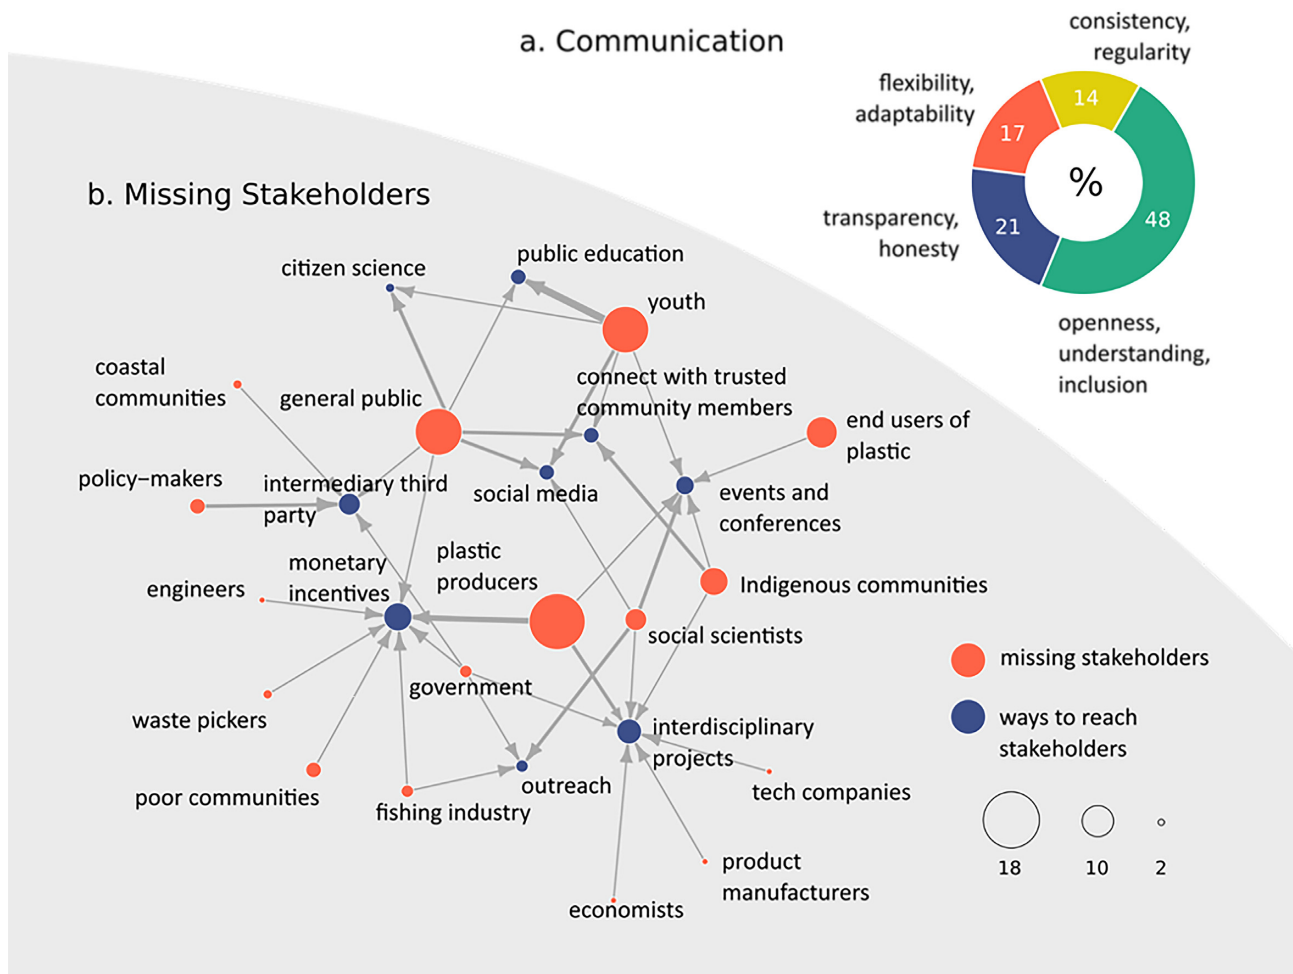 a. Communication
consistency,
regularity
flexibility,
adaptability
14
17
%
transparency,
honesty
21
48
openness,
understanding,
inclusion
b. Missing Stakeholders
public education
citizen science
youth
coastal
communities
general public
connect with trusted
community members
end users of
plastic
policy–makers
intermediary third
party
social media
events and
conferences
monetary
incentives
plastic
producers
engineers
Indigenous communities
social scientists
missing stakeholders
government
waste pickers
ways to reach
stakeholders
interdisciplinary
projects
poor communities
outreach
tech companies
fishing industry
18
10
2
product
manufacturers
economists